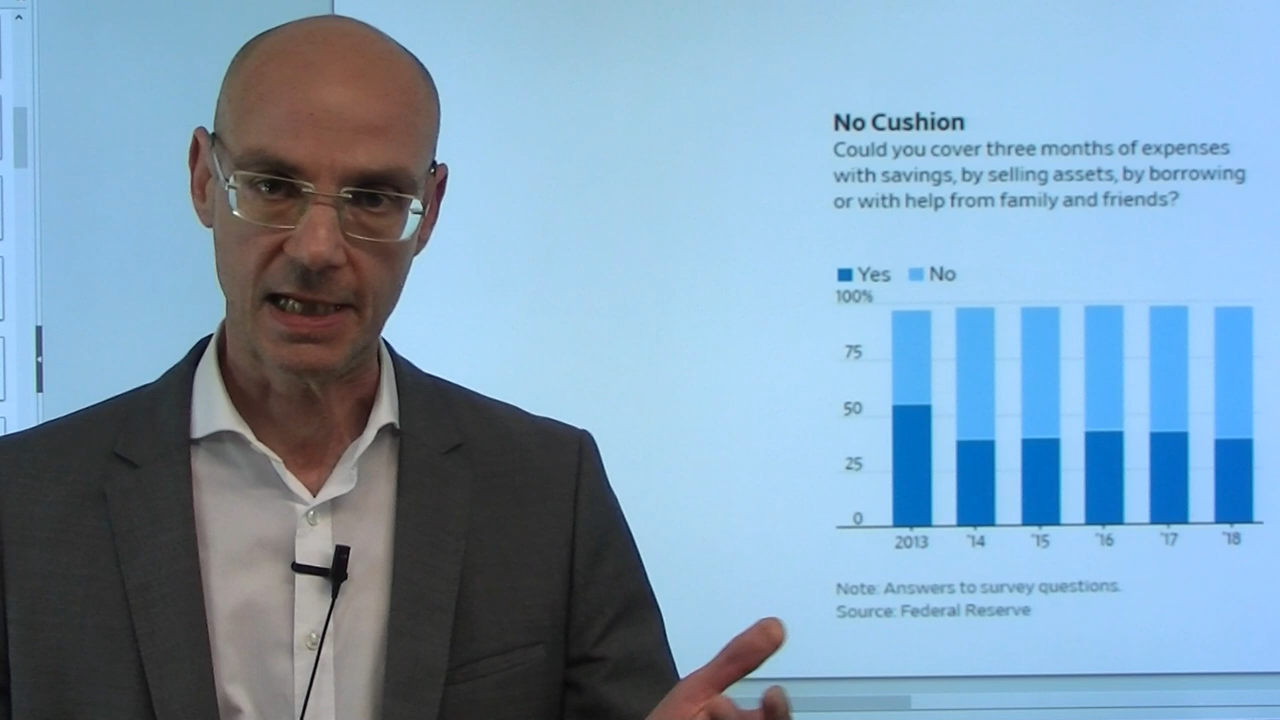 No Cushion
Could you cover three months of expenses
with savings, by selling assets, by borrowing
or with help from family and friends?
Yes No
100%
75
50
25
0
2013 '14 '15 '16 '17 '18
Note: Answers to survey questions.
Source: Federal Reserve